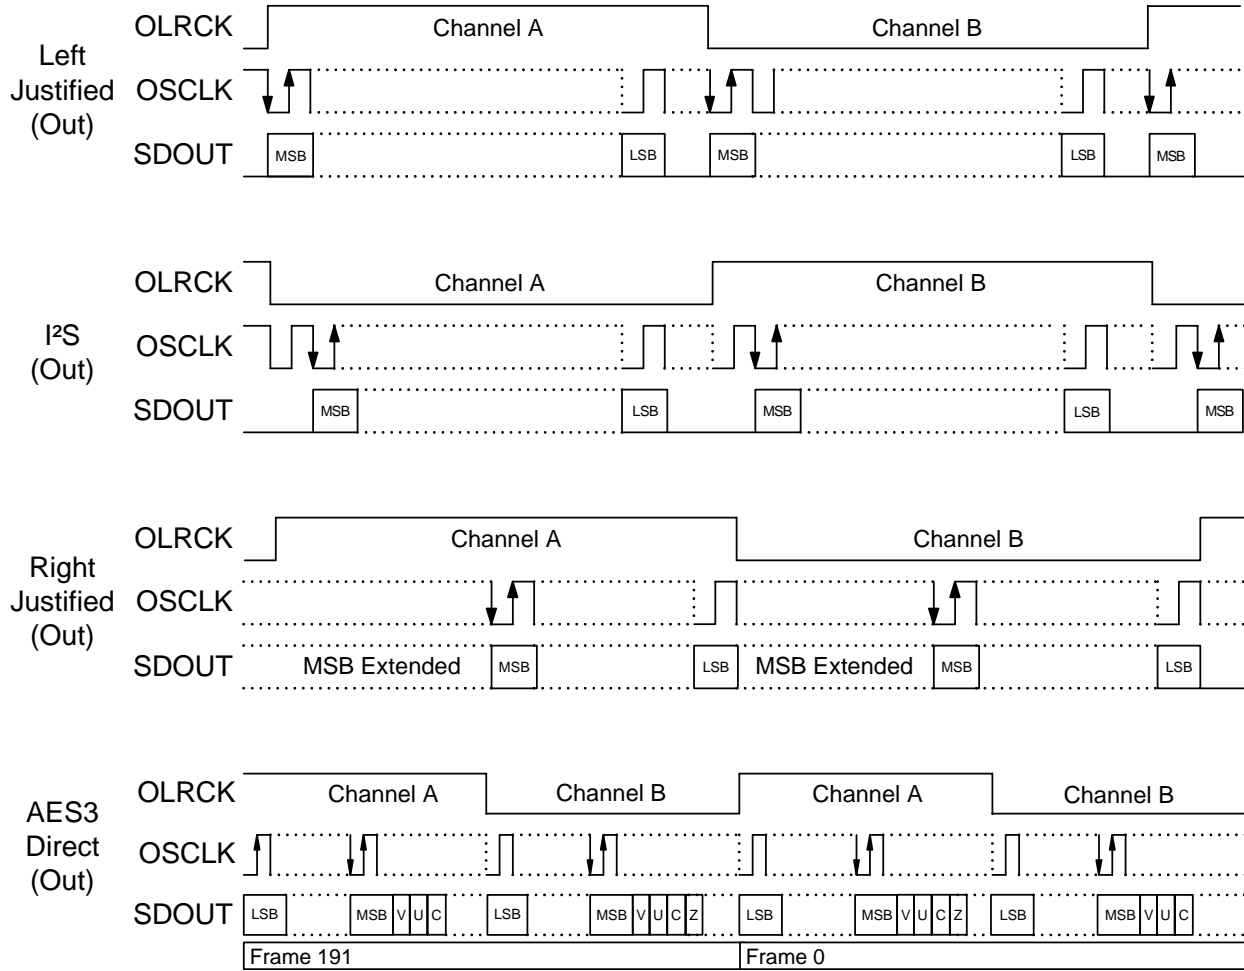 OLRCK Channel A Channel B
Left
Justified
(Out)
OSCLK
SDOUT MSB LSB MSB LSB MSB
OLRCK Channel A Channel B
I²S
(Out)
OSCLK
SDOUT MSB LSB MSB LSB MSB
OLRCK Channel A Channel B
Right
Justified
(Out)
OSCLK
SDOUT MSB Extended MSB LSB MSB Extended MSB LSB
OLRCK Channel A Channel B Channel A Channel B
AES3
Direct
(Out)
OSCLK
SDOUT LSB MSB V U C LSB MSB V U C Z LSB MSB V U C Z LSB MSB V U C
Frame 191 Frame 0